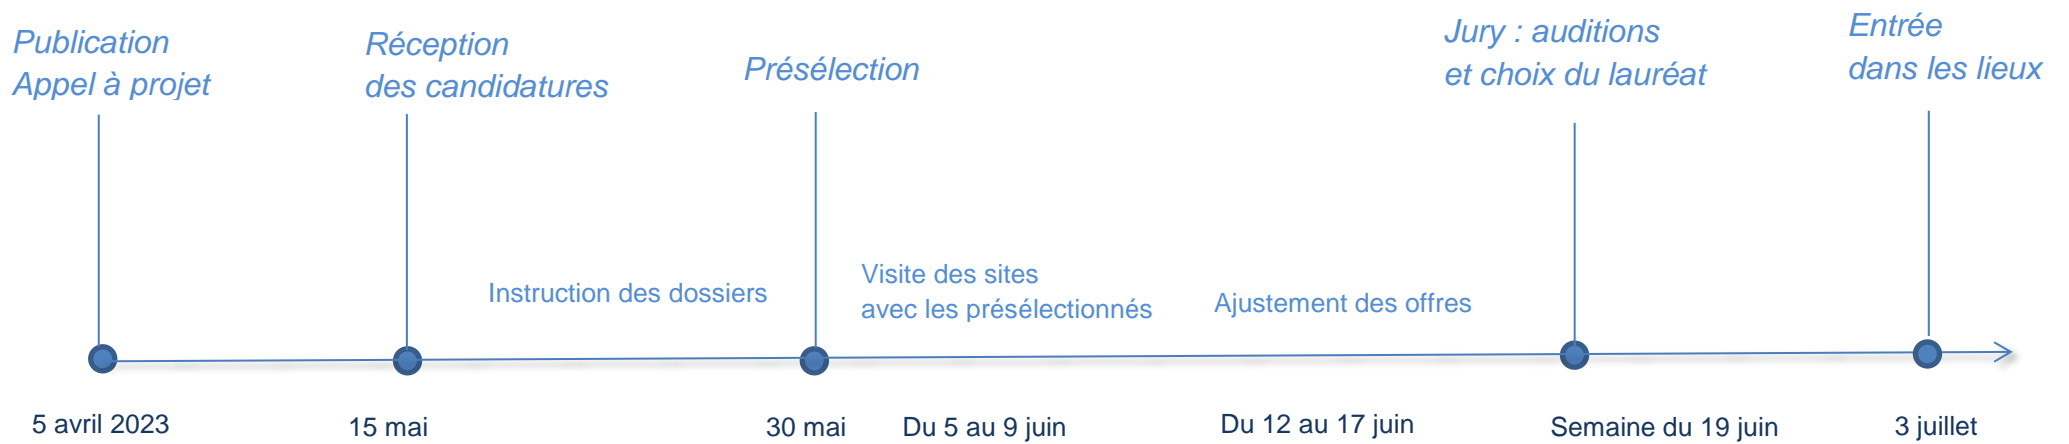 Publication
Appel à projet
Réception
des candidatures
Présélection
Jury : auditions
et choix du lauréat
Entrée
dans les lieux
Instruction des dossiers
Visite des sites
avec les présélectionnés
Ajustement des offres
5 avril 2023
15 mai
30 mai
Du 5 au 9 juin
Du 12 au 17 juin
Semaine du 19 juin
3 juillet